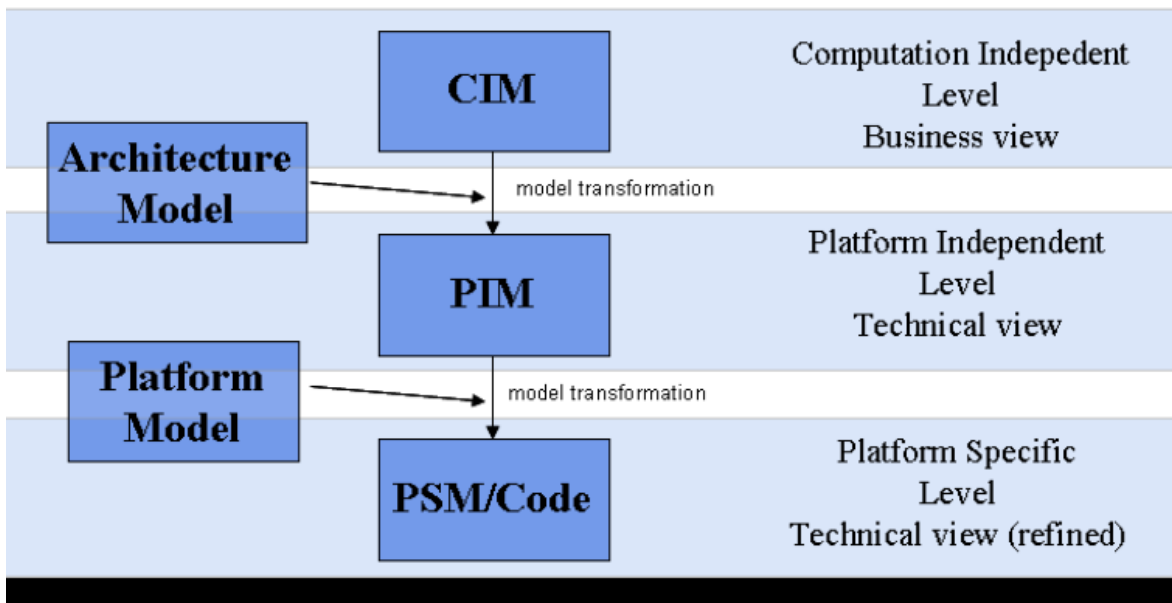 CIM
Computation Indepedent
Level
Business view
Architecture
Model
model transformation
PIM
Platform Independent
Level
Technical view
Platform
Model
model transformation
PSM/Code
Platform Specific
Level
Technical view (refined)